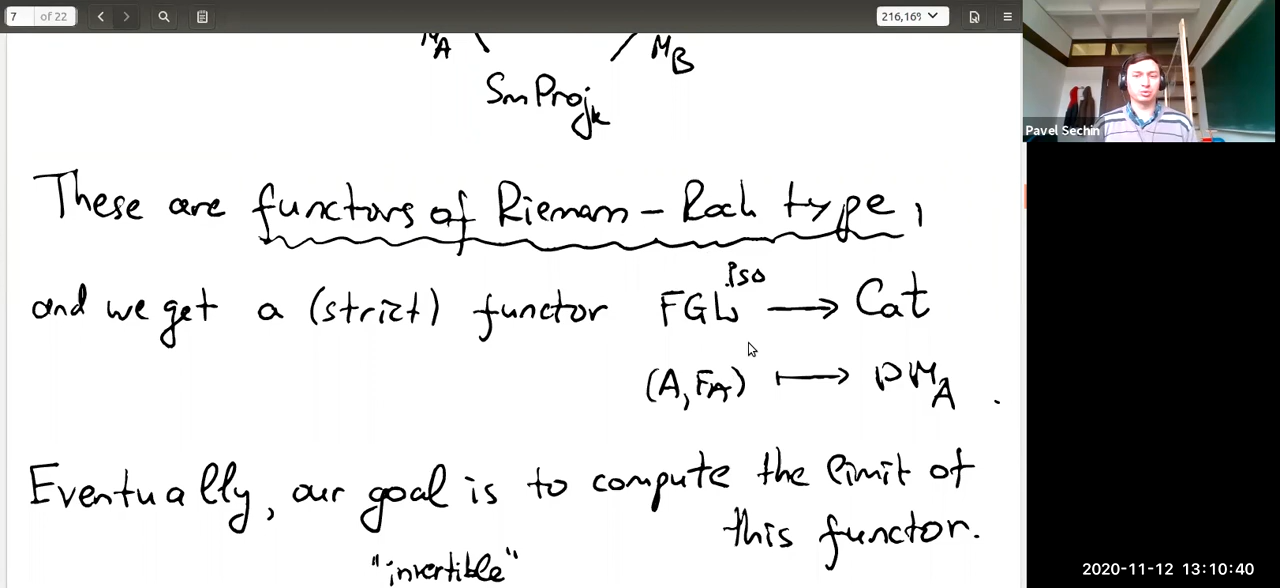 7 of 22
216,16%
M_A M_B
SmProj_k
Pavel Sechin
These are functors of Riemann - Roch type,
and we get a (strict) functor FGL^iso → Cat
(A, F_A) ↦ PM_A .
Eventually, our goal is to compute the limit of
this functor.
"invertible"
2020-11-12 13:10:40